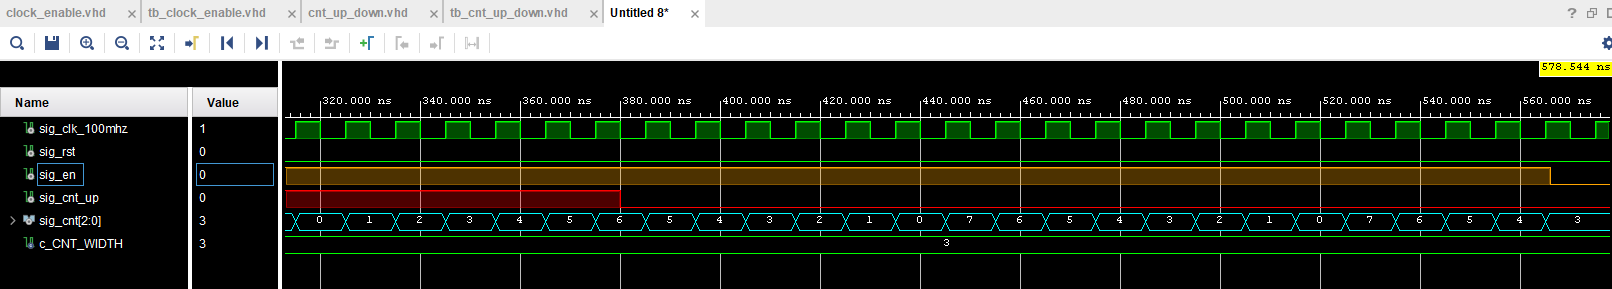 clock_enable.vhd × tb_clock_enable.vhd × cnt_up_down.vhd × tb_cnt_up_down.vhd × Untitled 8* × ?
578.544 ns
Name Value
320.000 ns 340.000 ns 360.000 ns 380.000 ns 400.000 ns 420.000 ns 440.000 ns 460.000 ns 480.000 ns 500.000 ns 520.000 ns 540.000 ns 560.000 ns
sig_clk_100mhz 1
sig_rst 0
sig_en 0
sig_cnt_up 0
sig_cnt[2:0] 3 0 1 2 3 4 5 6 5 4 3 2 1 0 7 6 5 4 3 2 1 0 7 6 5 4 3
c_CNT_WIDTH 3 3